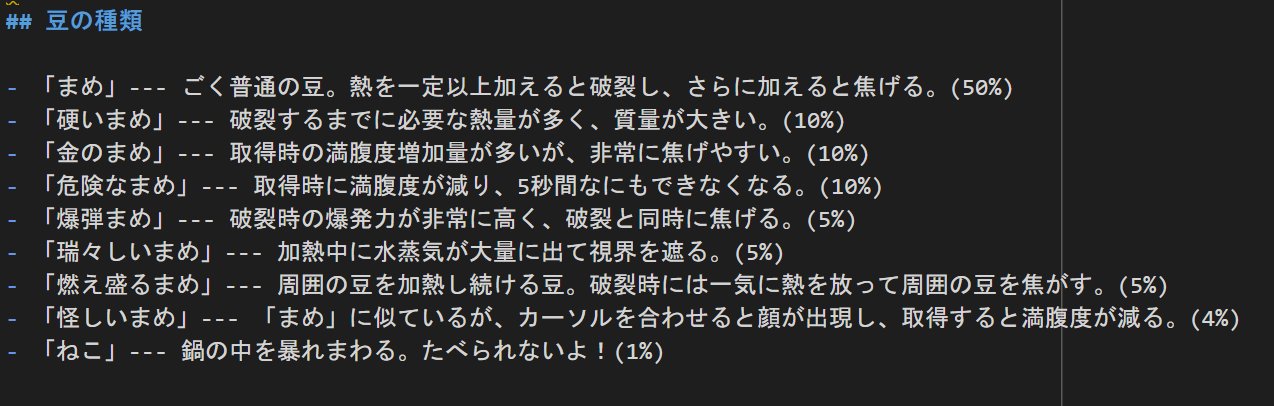 ## 豆の種類
- 「まめ」--- ごく普通の豆。熱を一定以上加えると破裂し、さらに加えると焦げる。(50%)
- 「硬いまめ」--- 破裂するまでに必要な熱量が多く、質量が大きい。(10%)
- 「金のまめ」--- 取得時の満腹度増加量が多いが、非常に焦げやすい。(10%)
- 「危険なまめ」--- 取得時に満腹度が減り、5秒間なにもできなくなる。(10%)
- 「爆弾まめ」--- 破裂時の爆発力が非常に高く、破裂と同時に焦げる。(5%)
- 「瑞々しいまめ」--- 加熱中に水蒸気が大量に出て視界を遮る。(5%)
- 「燃え盛るまめ」--- 周囲の豆を加熱し続ける豆。破裂時には一気に熱を放って周囲の豆を焦がす。(5%)
- 「怪しいまめ」--- 「まめ」に似ているが、カーソルを合わせると顔が出現し、取得すると満腹度が減る。(4%)
- 「ねこ」--- 鍋の中を暴れまわる。たべられないよ！(1%)